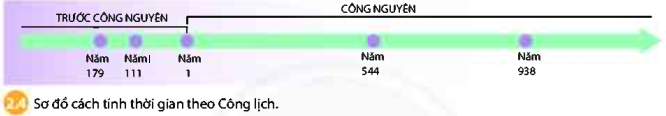 TRƯỚC CÔNG NGUYÊN
CÔNG NGUYÊN
Năm Năm Năm Năm Năm
179 111 1 544 938
2.4 Sơ đồ cách tính thời gian theo Công lịch.